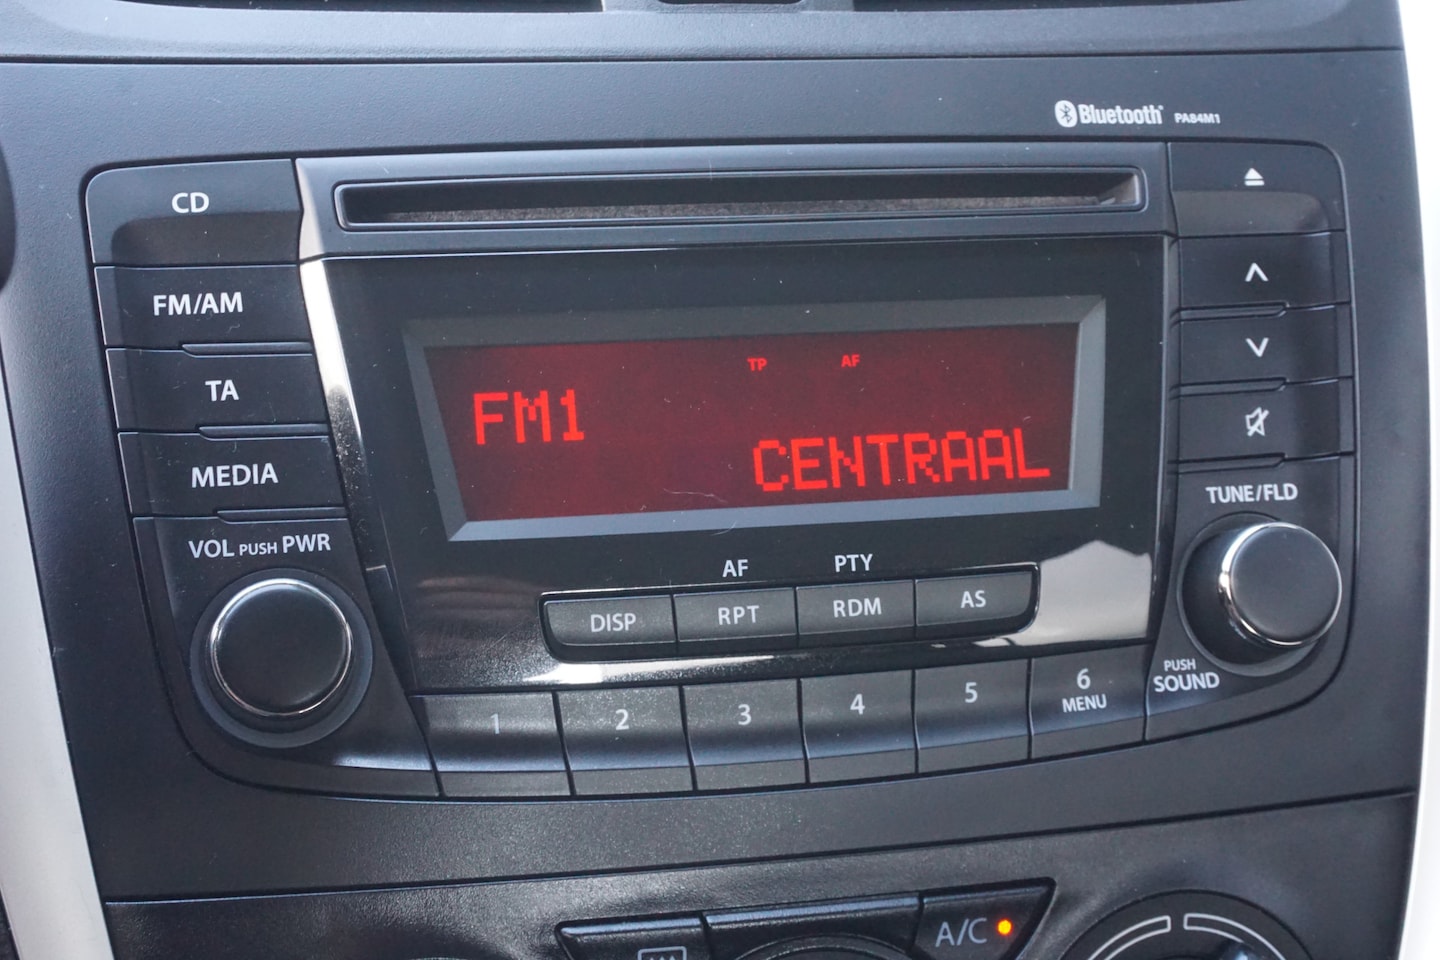 Bluetooth® PA84M1
CD
FM/AM
TA
MEDIA
VOL PUSH PWR
TP AF
FM1
CENTRAAL
TUNE/FLD
AF PTY
DISP RPT RDM AS
PUSH
SOUND
1 2 3 4 5 6
MENU
A/C